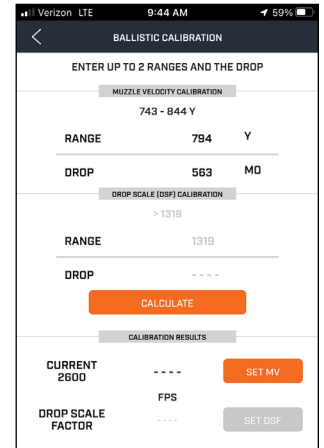 Verizon LTE 9:44 AM 59%
BALLISTIC CALIBRATION
ENTER UP TO 2 RANGES AND THE DROP
MUZZLE VELOCITY CALIBRATION
743 - 844 Y
RANGE 794 Y
DROP 563 MO
DROP SCALE (DSF) CALIBRATION
> 1319
RANGE 1319
DROP - - - -
CALCULATE
CALIBRATION RESULTS
CURRENT
2600 - - - - SET MV
FPS
DROP SCALE
FACTOR - - - - SET DSF